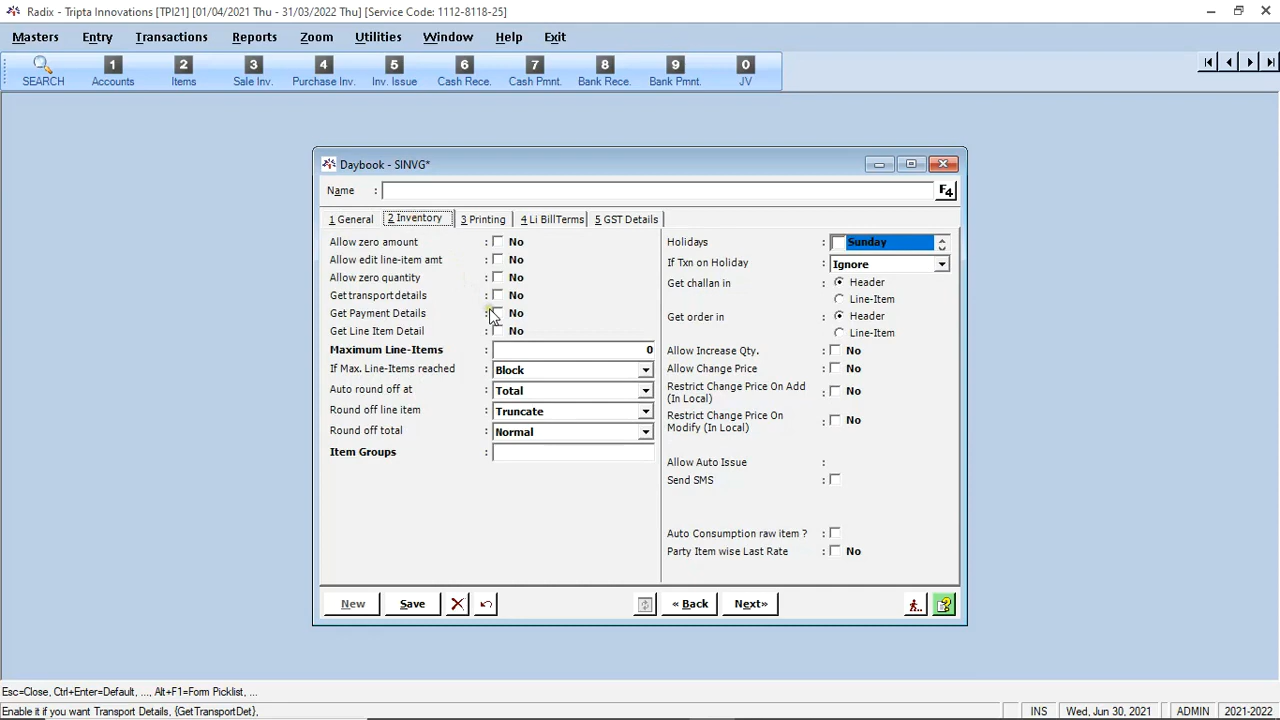 Radix - Tripta Innovations [TPI21] [01/04/2021 Thu - 31/03/2022 Thu] [Service Code: 1112-8118-25]
Masters Entry Transactions Reports Zoom Utilities Window Help Exit
1 2 3 4 5 6 7 8 9 0
SEARCH Accounts Items Sale Inv. Purchase Inv. Inv. Issue Cash Rece. Cash Pmnt. Bank Rece. Bank Pmnt. JV
Daybook - SINVG*
Name : F4
1 General 2 Inventory 3 Printing 4 Li BillTerms 5 GST Details
Allow zero amount : No
Allow edit line-item amt : No
Allow zero quantity : No
Get transport details : No
Get Payment Details : No
Get Line Item Detail : No
Maximum Line-Items : 0
If Max. Line-Items reached : Block
Auto round off at : Total
Round off line item : Truncate
Round off total : Normal
Item Groups :
Holidays : Sunday
If Txn on Holiday : Ignore
Get challan in : Header
Line-Item
Get order in : Header
Line-Item
Allow Increase Qty. : No
Allow Change Price : No
Restrict Change Price On Add
(In Local) : No
Restrict Change Price On
Modify (In Local) : No
Allow Auto Issue :
Send SMS :
Auto Consumption raw item ? :
Party Item wise Last Rate : No
New Save « Back Next»
Esc=Close, Ctrl+Enter=Default, ..., Alt+F1=Form Picklist, ...
Enable it if you want Transport Details, {GetTransportDet}, INS Wed, Jun 30, 2021 ADMIN 2021-2022